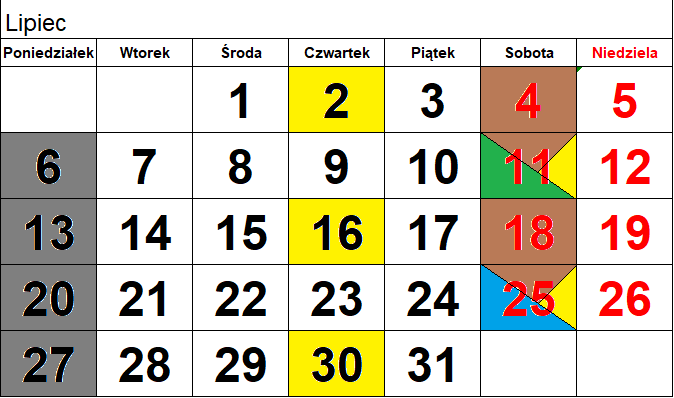 Lipiec
Poniedziałek Wtorek Środa Czwartek Piątek Sobota Niedziela
1 2 3 4 5
6 7 8 9 10 11 12
13 14 15 16 17 18 19
20 21 22 23 24 25 26
27 28 29 30 31